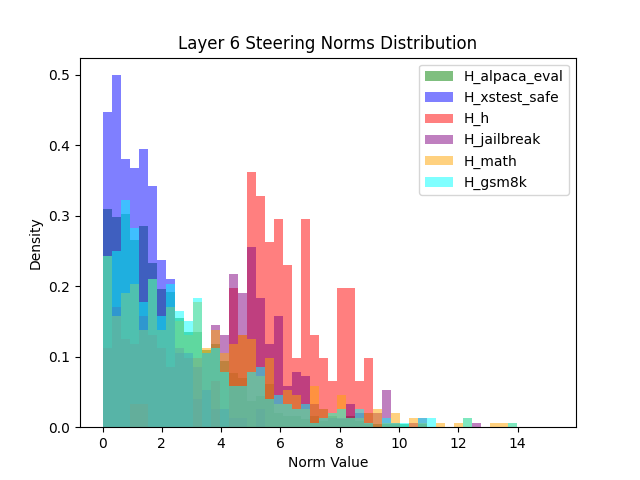 Layer 6 Steering Norms Distribution
H_alpaca_eval
H_xstest_safe
H_h
H_jailbreak
H_math
H_gsm8k
Density
0.5
0.4
0.3
0.2
0.1
0.0
0 2 4 6 8 10 12 14
Norm Value